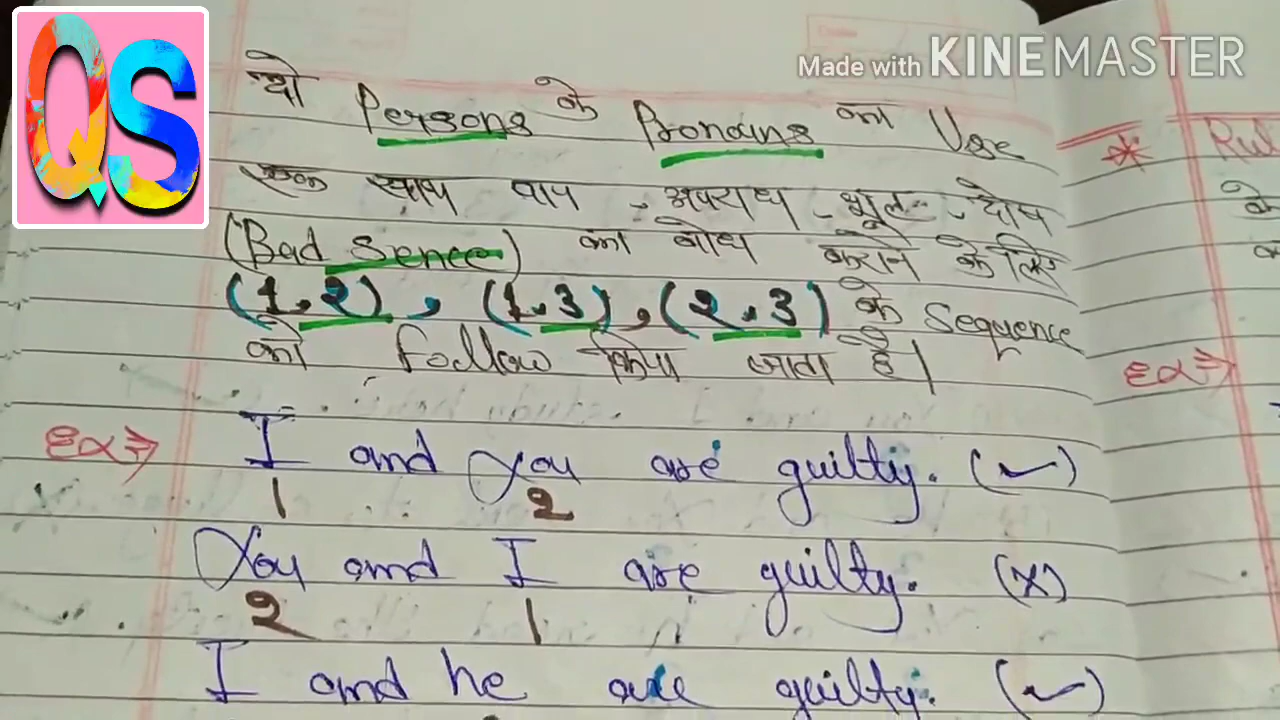 QS
Made with KINEMASTER
दो Persons के Pronouns का Use
एक साथ पाप - अपराध - भूल - दोष
(Bad Sence) का बोध कराने के लिए
(1,2), (1,3), (2,3) के Sequence
को follow किया जाता है।
Ex⇒ I and you are guilty. (✓)
1 2
You and I are guilty. (x)
2 1
I and he are guilty. (✓)
* Rul
के
Ex⇒